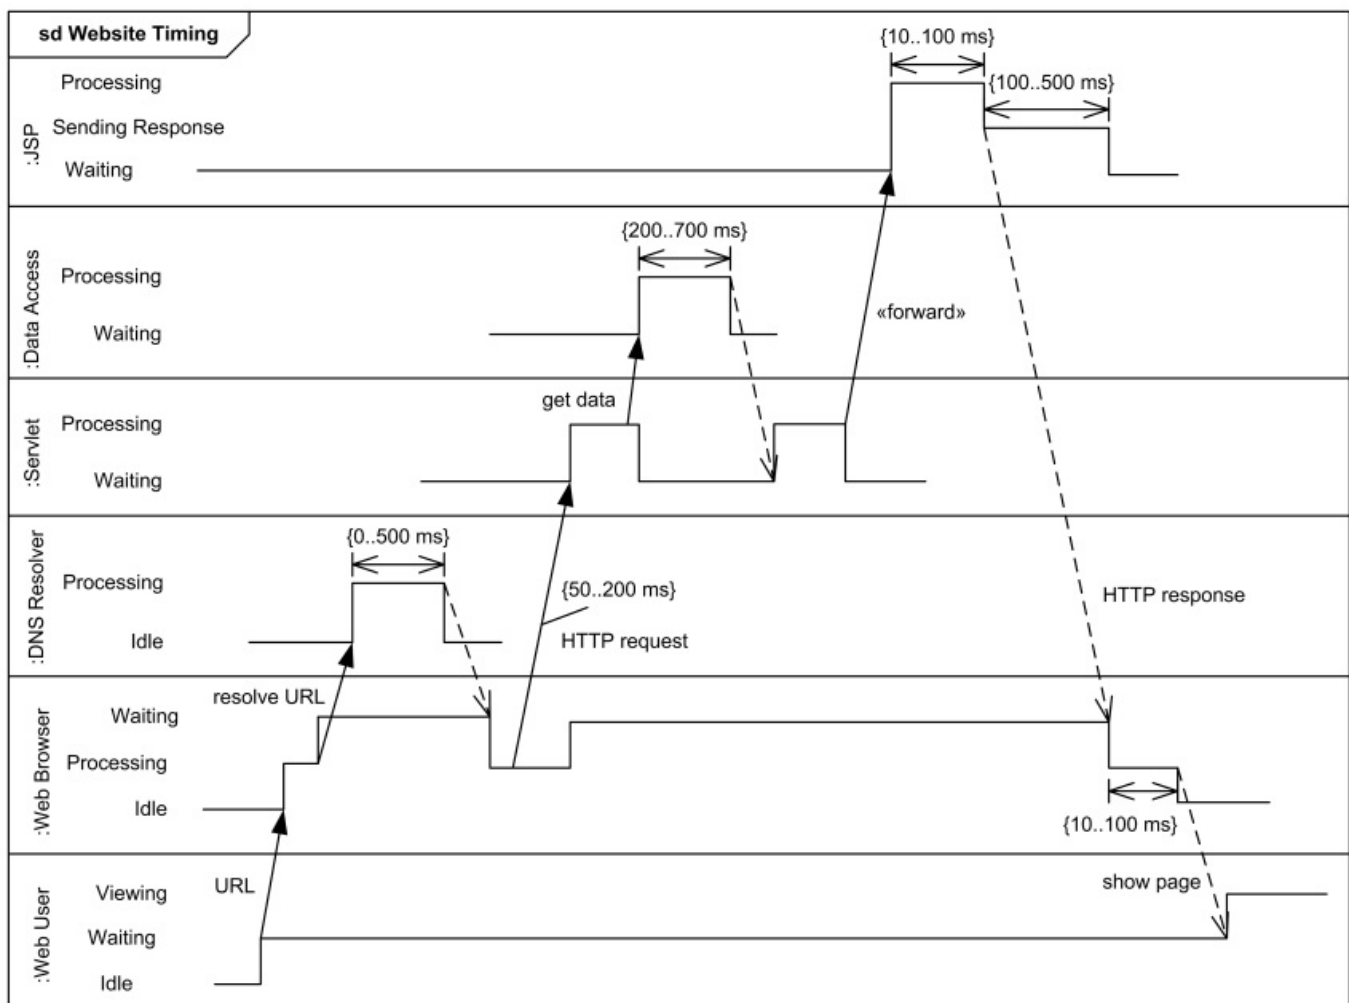 sd Website Timing
:JSP
Processing
Sending Response
Waiting
{10..100 ms}
{100..500 ms}
:Data Access
Processing
Waiting
{200..700 ms}
«forward»
:Servlet
Processing
Waiting
get data
:DNS Resolver
Processing
Idle
{0..500 ms}
{50..200 ms}
HTTP request
HTTP response
:Web Browser
Waiting
Processing
Idle
resolve URL
{10..100 ms}
:Web User
Viewing
Waiting
Idle
URL
show page